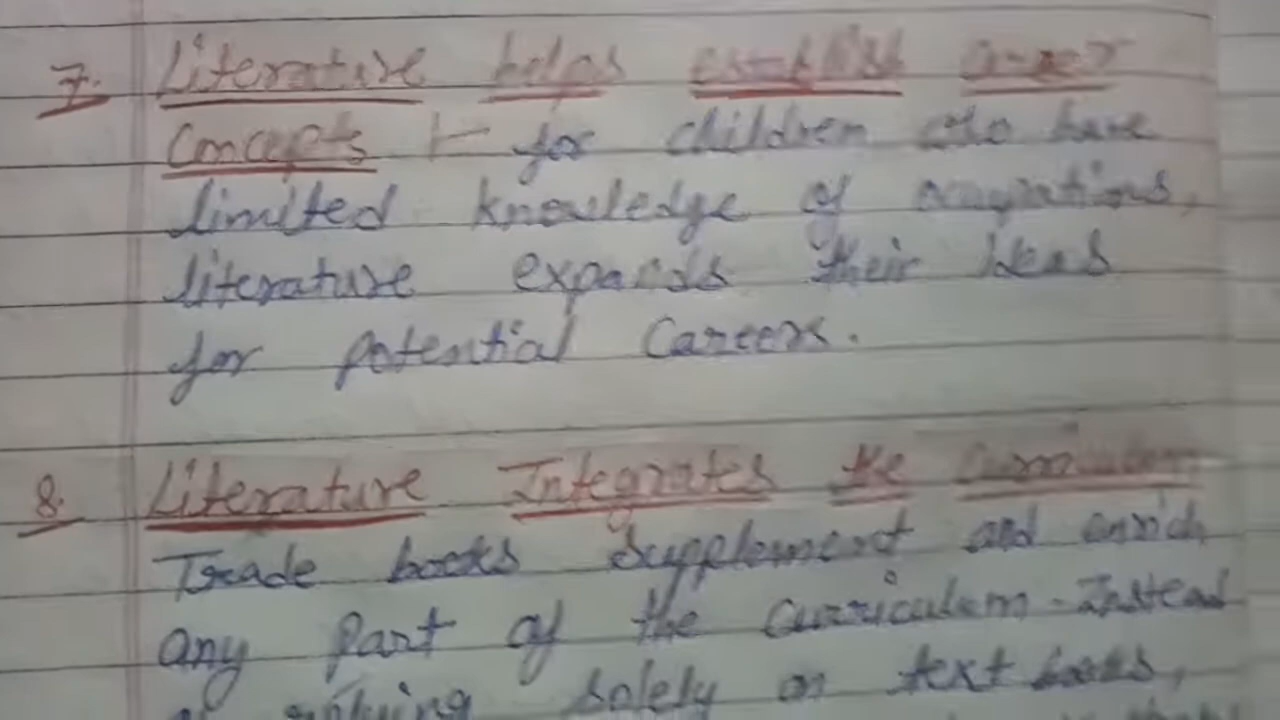 7. Literature helps establish career
Concepts :- for children who have
limited knowledge of occupations,
literature expands their ideas
for potential Careers.
8. Literature Integrates the Curriculum
Trade books supplement and enrich
any part of the curriculum. Instead
of relying solely on text books,